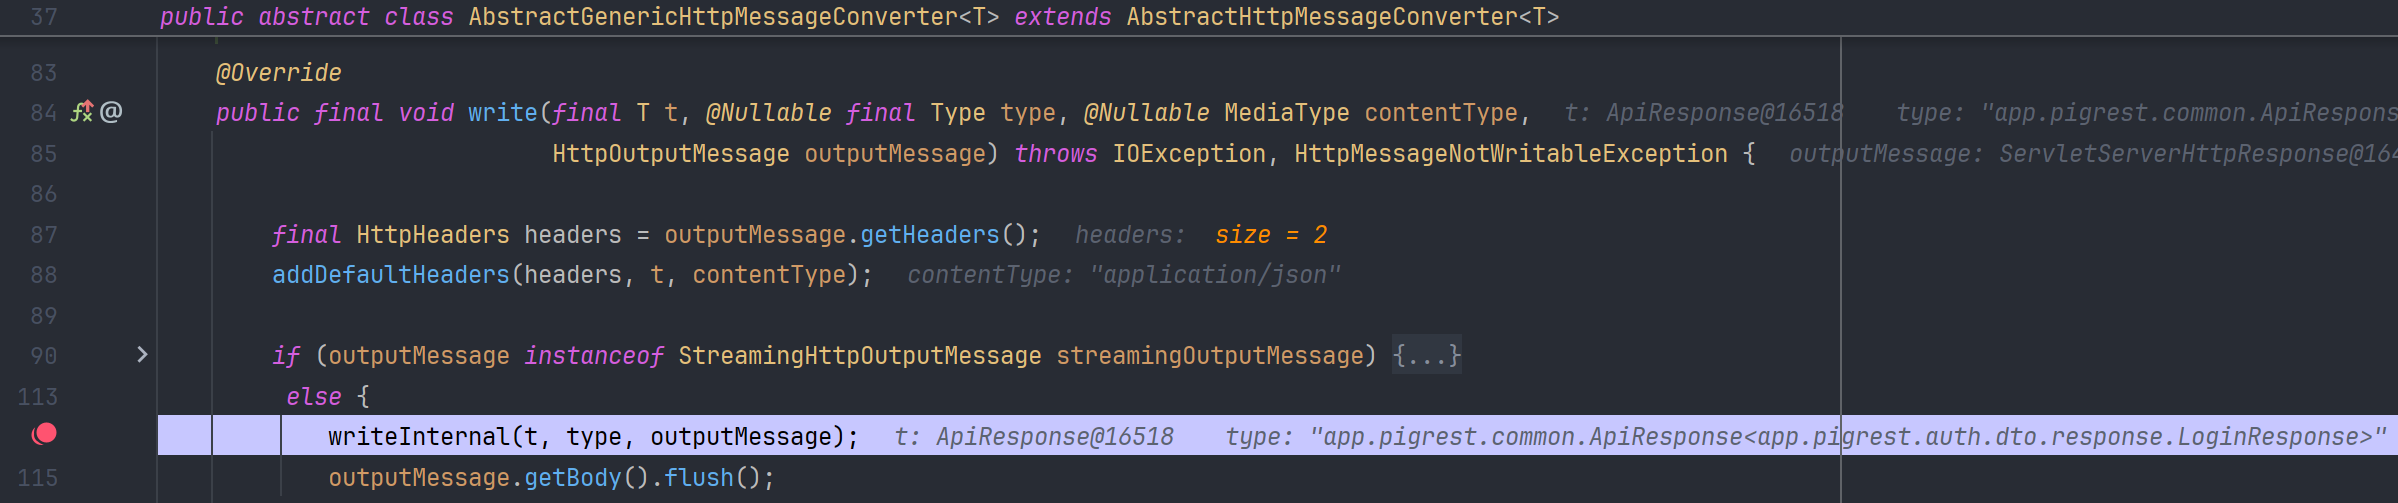 37 public abstract class AbstractGenericHttpMessageConverter<T> extends AbstractHttpMessageConverter<T>
83 @Override
84 @ public final void write(final T t, @Nullable final Type type, @Nullable MediaType contentType, t: ApiResponse@16518 type: "app.pigrest.common.ApiRespons
85 HttpOutputMessage outputMessage) throws IOException, HttpMessageNotWritableException { outputMessage: ServletServerHttpResponse@164
86
87 final HttpHeaders headers = outputMessage.getHeaders(); headers: size = 2
88 addDefaultHeaders(headers, t, contentType); contentType: "application/json"
89
90 if (outputMessage instanceof StreamingHttpOutputMessage streamingOutputMessage) {...}
113 else {
writeInternal(t, type, outputMessage); t: ApiResponse@16518 type: "app.pigrest.common.ApiResponse<app.pigrest.auth.dto.response.LoginResponse>"
115 outputMessage.getBody().flush();